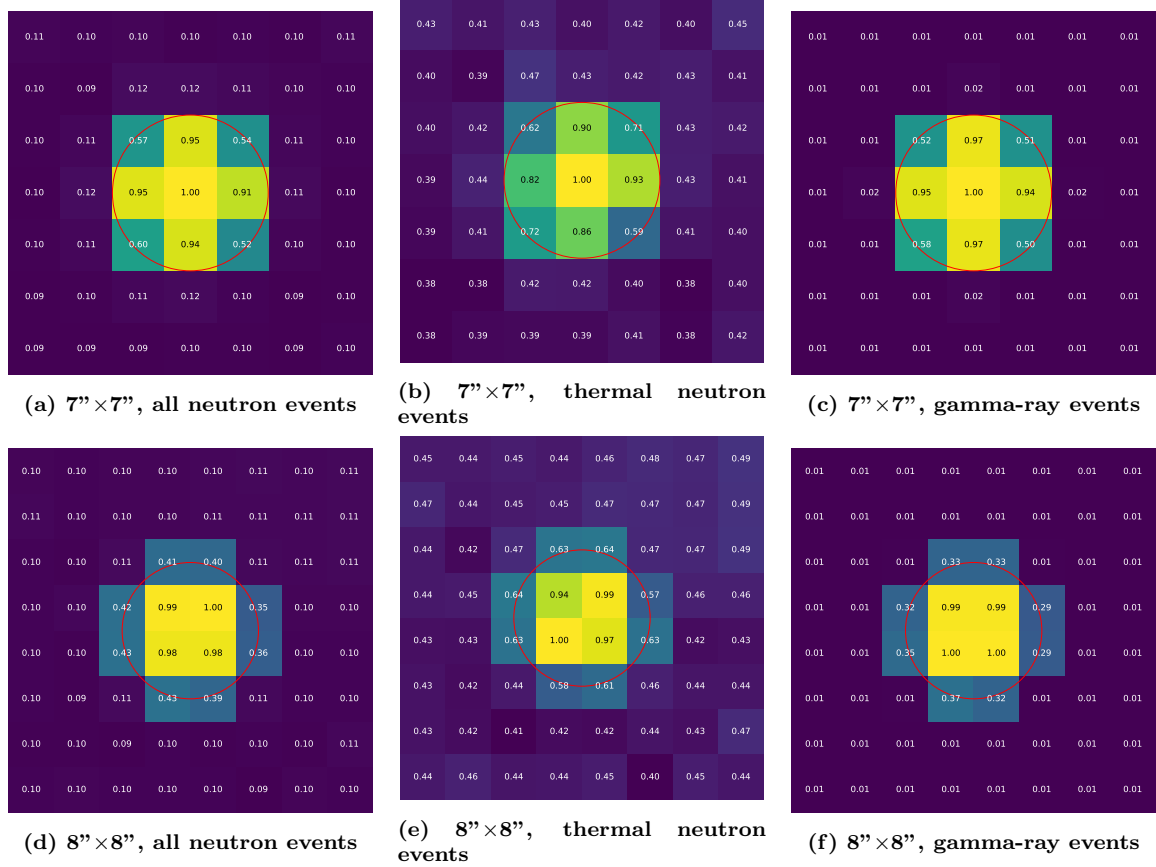 0.11 0.10 0.10 0.10 0.10 0.10 0.11
0.10 0.09 0.12 0.12 0.11 0.10 0.10
0.10 0.11 0.57 0.95 0.54 0.11 0.10
0.10 0.12 0.95 1.00 0.91 0.11 0.10
0.10 0.11 0.60 0.94 0.52 0.11 0.10
0.09 0.10 0.11 0.12 0.10 0.09 0.10
0.09 0.09 0.09 0.10 0.10 0.09 0.10
(a) 7”×7”, all neutron events
0.43 0.41 0.43 0.40 0.42 0.40 0.45
0.40 0.39 0.47 0.43 0.42 0.43 0.41
0.40 0.42 0.62 0.90 0.71 0.43 0.42
0.39 0.44 0.82 1.00 0.93 0.43 0.41
0.39 0.41 0.72 0.86 0.59 0.41 0.40
0.38 0.38 0.42 0.42 0.40 0.38 0.40
0.38 0.39 0.39 0.39 0.41 0.38 0.42
(b) 7”×7”, thermal neutron
events
0.01 0.01 0.01 0.01 0.01 0.01 0.01
0.01 0.01 0.01 0.02 0.01 0.01 0.01
0.01 0.01 0.52 0.97 0.51 0.01 0.01
0.01 0.02 0.95 1.00 0.94 0.02 0.01
0.01 0.01 0.58 0.97 0.50 0.01 0.01
0.01 0.01 0.01 0.02 0.01 0.01 0.01
0.01 0.01 0.01 0.01 0.01 0.01 0.01
(c) 7”×7”, gamma-ray events
0.10 0.10 0.10 0.10 0.10 0.11 0.10 0.11
0.11 0.10 0.10 0.10 0.11 0.11 0.11 0.11
0.10 0.10 0.11 0.41 0.40 0.11 0.11 0.10
0.10 0.10 0.42 0.99 1.00 0.35 0.10 0.10
0.10 0.10 0.43 0.98 0.98 0.36 0.10 0.10
0.10 0.09 0.11 0.43 0.39 0.11 0.10 0.10
0.10 0.10 0.09 0.10 0.10 0.10 0.10 0.11
0.10 0.10 0.10 0.10 0.10 0.09 0.10 0.10
(d) 8”×8”, all neutron events
0.45 0.44 0.45 0.44 0.46 0.48 0.47 0.49
0.47 0.44 0.45 0.45 0.47 0.47 0.47 0.49
0.44 0.42 0.47 0.63 0.64 0.47 0.47 0.49
0.44 0.45 0.64 0.94 0.99 0.57 0.46 0.46
0.43 0.43 0.63 1.00 0.97 0.63 0.42 0.43
0.43 0.42 0.44 0.58 0.61 0.46 0.44 0.44
0.43 0.42 0.41 0.42 0.42 0.44 0.43 0.47
0.44 0.46 0.44 0.44 0.45 0.40 0.45 0.44
(e) 8”×8”, thermal neutron
events
0.01 0.01 0.01 0.01 0.01 0.01 0.01 0.01
0.01 0.01 0.01 0.01 0.01 0.01 0.01 0.01
0.01 0.01 0.01 0.33 0.33 0.01 0.01 0.01
0.01 0.01 0.32 0.99 0.99 0.29 0.01 0.01
0.01 0.01 0.35 1.00 1.00 0.29 0.01 0.01
0.01 0.01 0.01 0.37 0.32 0.01 0.01 0.01
0.01 0.01 0.01 0.01 0.01 0.01 0.01 0.01
0.01 0.01 0.01 0.01 0.01 0.01 0.01 0.01
(f) 8”×8”, gamma-ray events